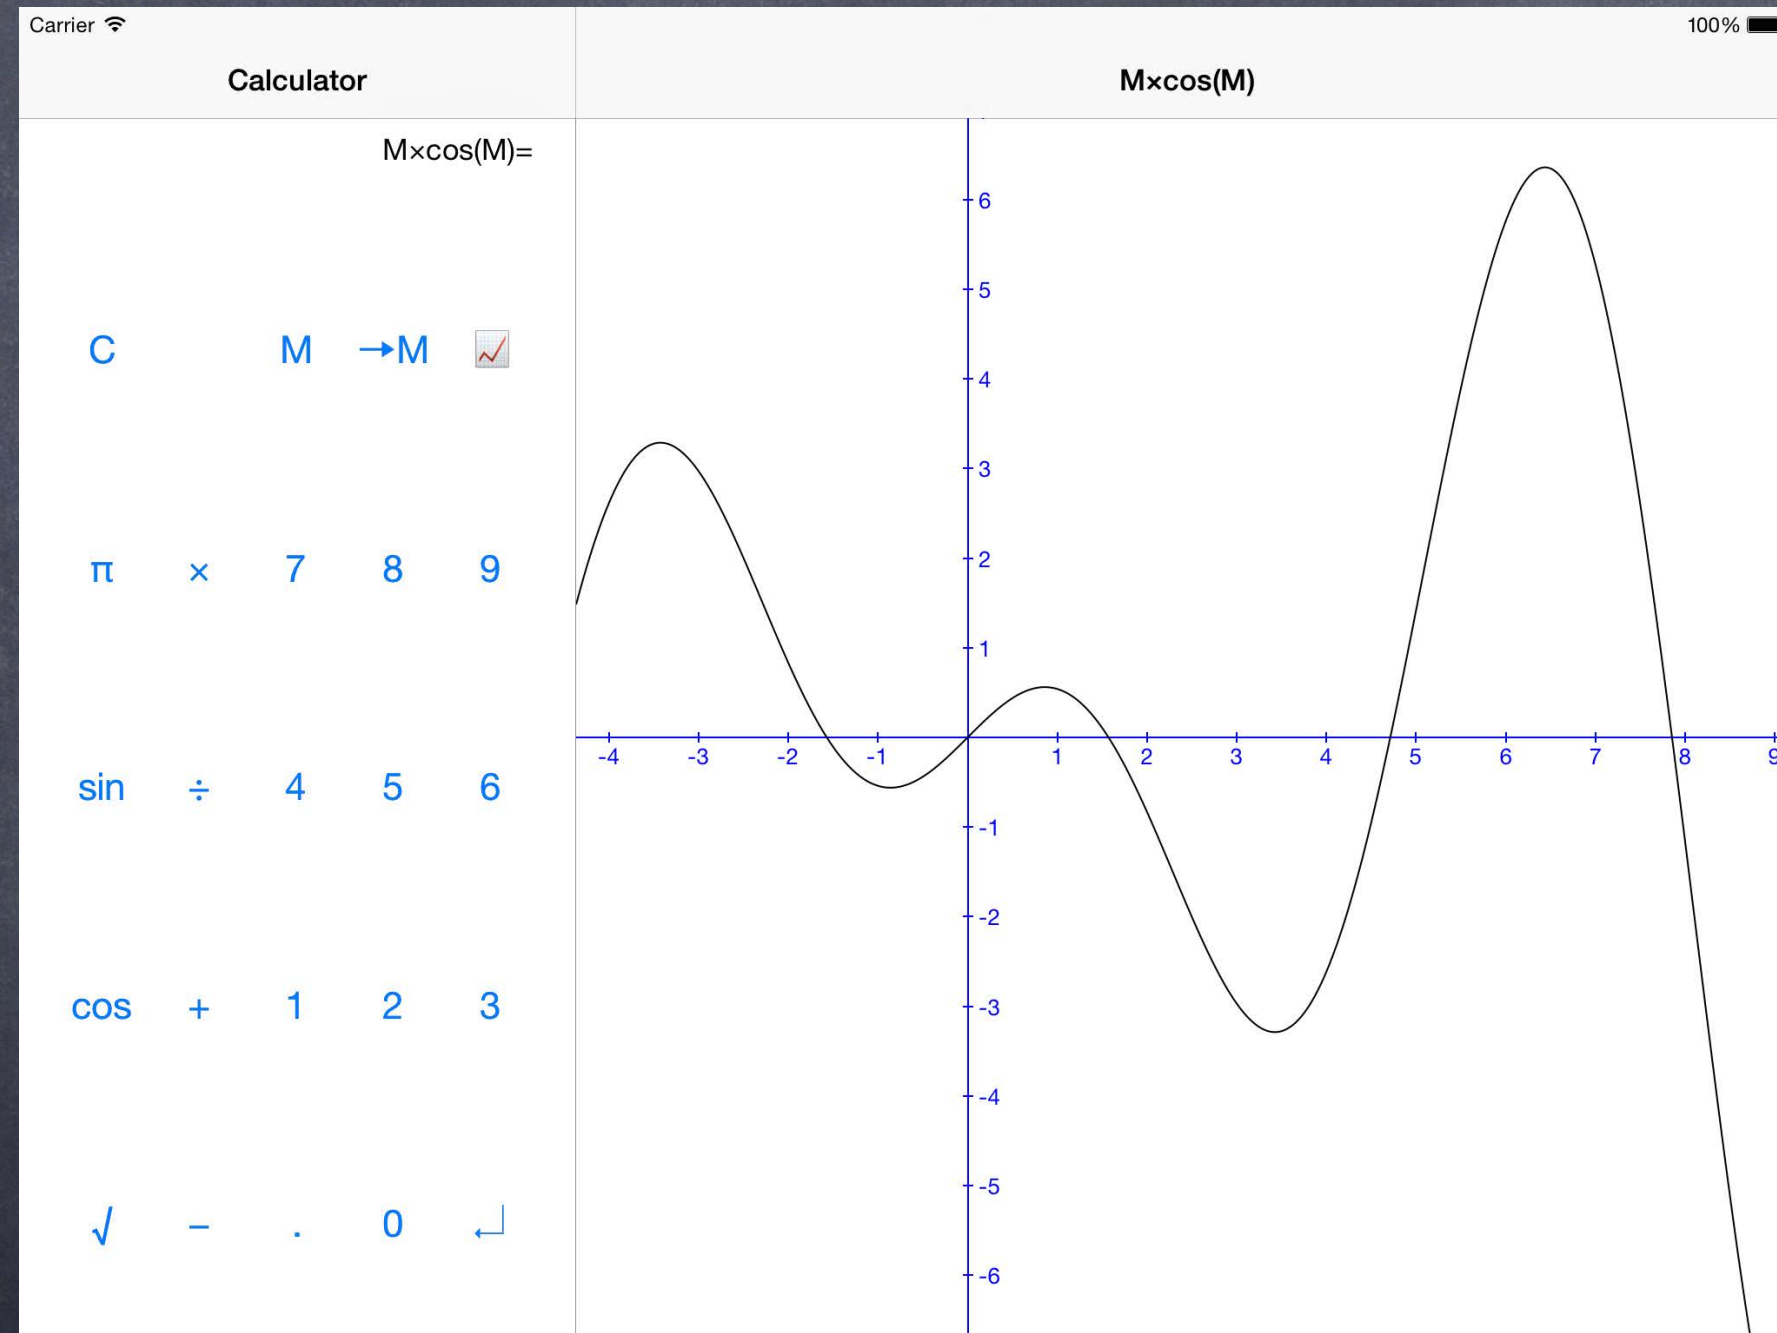 Carrier 100%
Calculator
M×cos(M)
M×cos(M)=
C M →M
π × 7 8 9
sin ÷ 4 5 6
cos + 1 2 3
√ − . 0 ↵
6
5
4
3
2
1
-4 -3 -2 -1 1 2 3 4 5 6 7 8 9
-1
-2
-3
-4
-5
-6